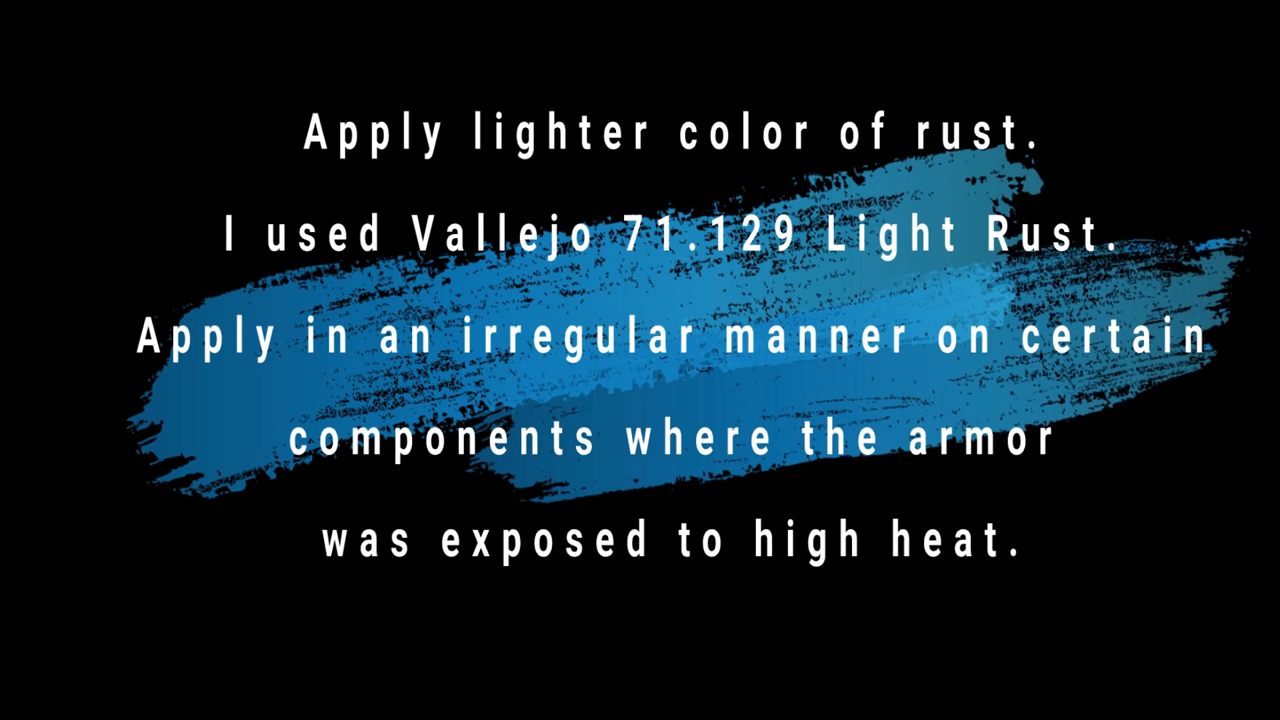 Apply lighter color of rust.
I used Vallejo 71.129 Light Rust.
Apply in an irregular manner on certain
components where the armor
was exposed to high heat.